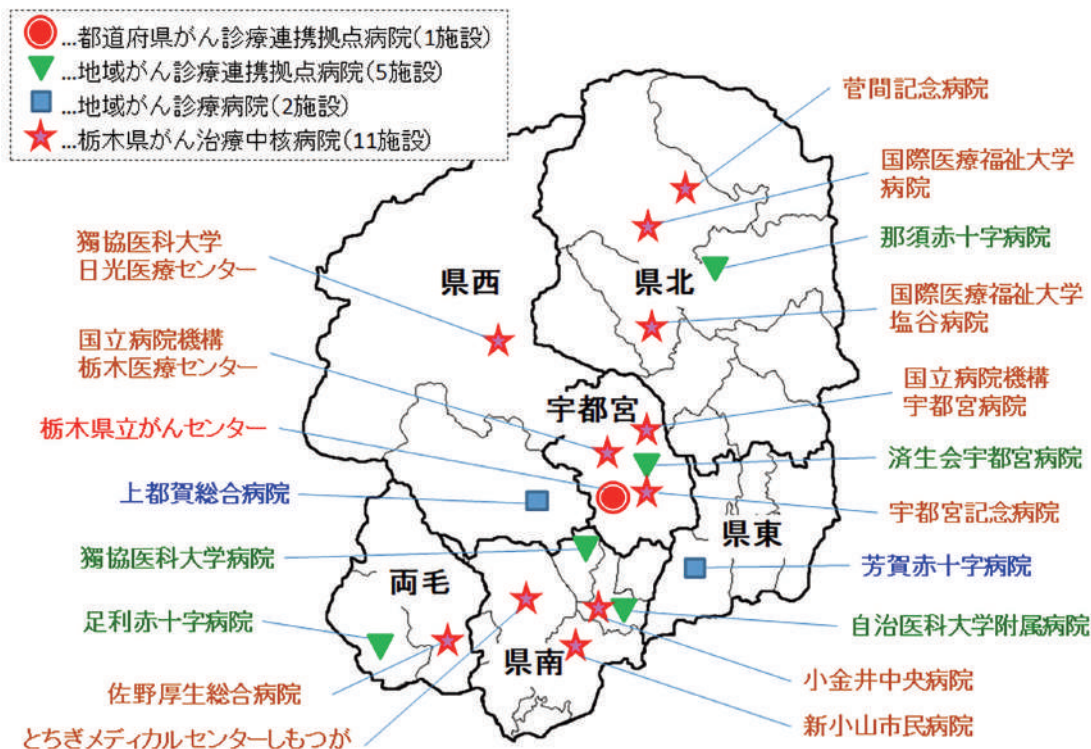 ...都道府県がん診療連携拠点病院(1施設)
...地域がん診療連携拠点病院(5施設)
...地域がん診療病院(2施設)
...栃木県がん治療中核病院(11施設)
菅間記念病院
国際医療福祉大学
病院
那須赤十字病院
獨協医科大学
日光医療センター
県西
県北
国際医療福祉大学
塩谷病院
国立病院機構
栃木医療センター
国立病院機構
宇都宮病院
宇都宮
栃木県立がんセンター
済生会宇都宮病院
上都賀総合病院
宇都宮記念病院
県東
獨協医科大学病院
芳賀赤十字病院
両毛
足利赤十字病院
自治医科大学附属病院
県南
佐野厚生総合病院
小金井中央病院
とちぎメディカルセンターしもつが
新小山市民病院